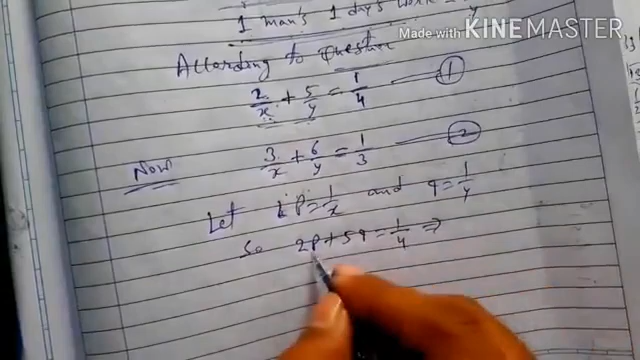 1 man's 1 day's work = 1/y
Made with KINEMASTER
According to Question
2/x + 5/y = 1/4 — 1
Now 3/x + 6/y = 1/3 — 2
Let P = 1/x and q = 1/y
So 2P + 5q = 1/4 ⇒